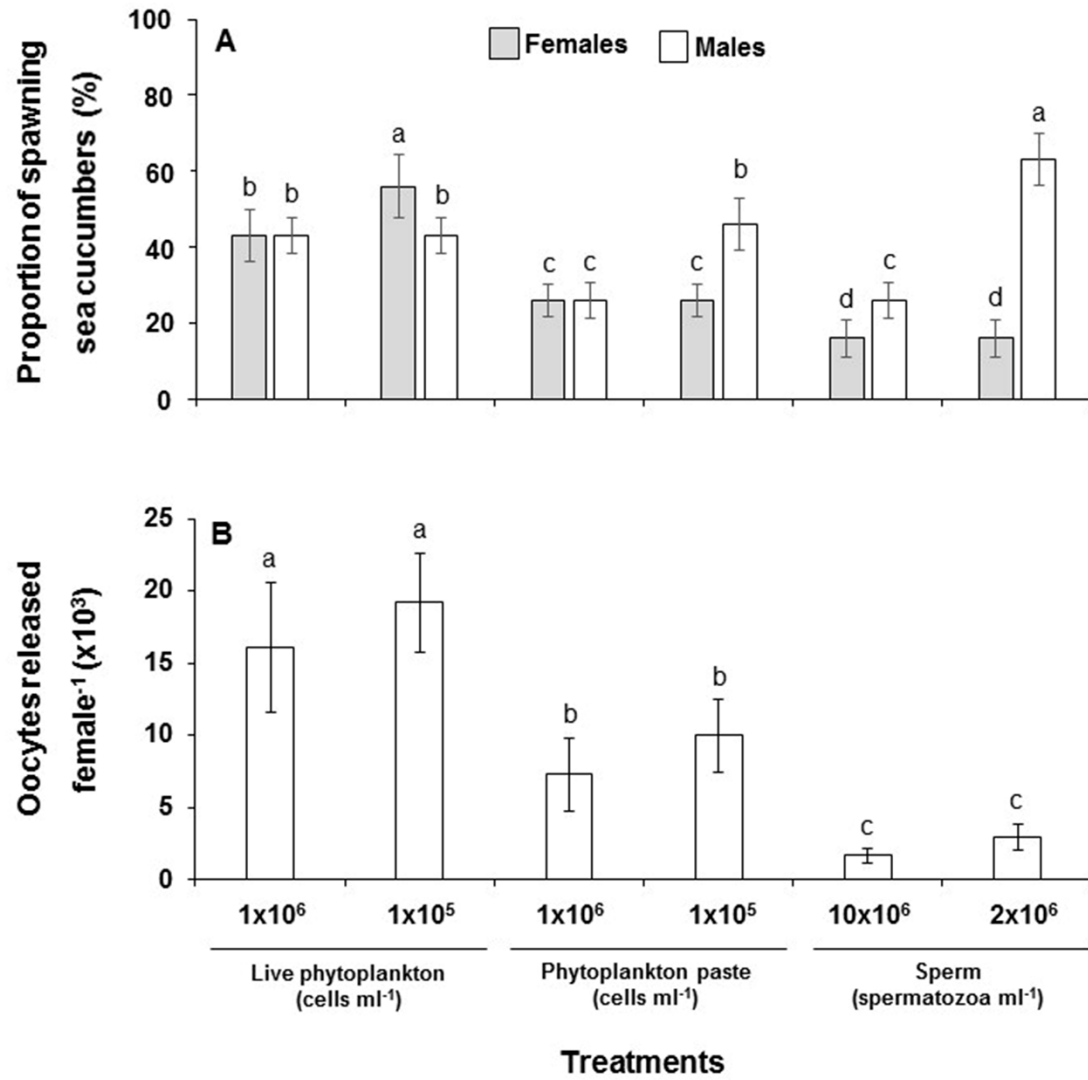 Proportion of spawning
sea cucumbers (%)
A
Females
Males
100
80
60
40
20
0
b
b
a
b
c
c
c
b
d
c
d
a
Oocytes released
female⁻¹ (x10³)
B
25
20
15
10
5
0
a
a
b
b
c
c
1x10⁶ 1x10⁵ 1x10⁶ 1x10⁵ 10x10⁶ 2x10⁶
Live phytoplankton
(cells ml⁻¹)
Phytoplankton paste
(cells ml⁻¹)
Sperm
(spermatozoa ml⁻¹)
Treatments